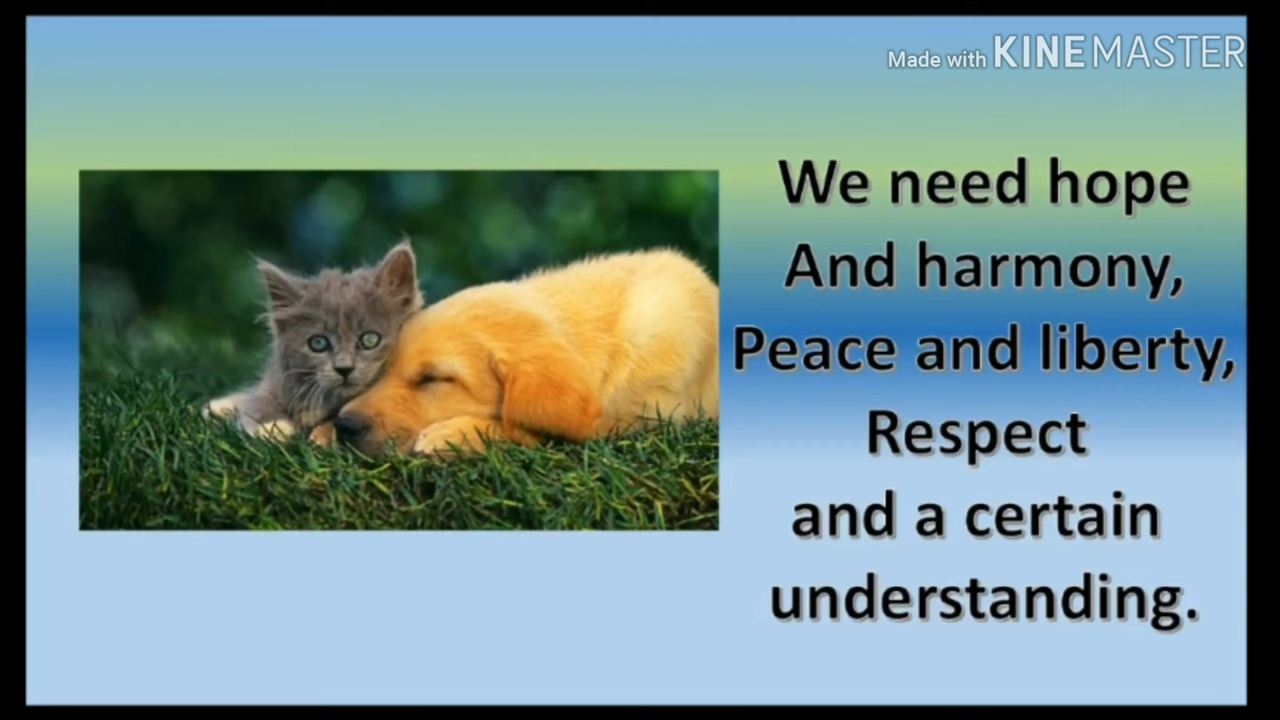 Made with KINEMASTER
We need hope
And harmony,
Peace and liberty,
Respect
and a certain
understanding.